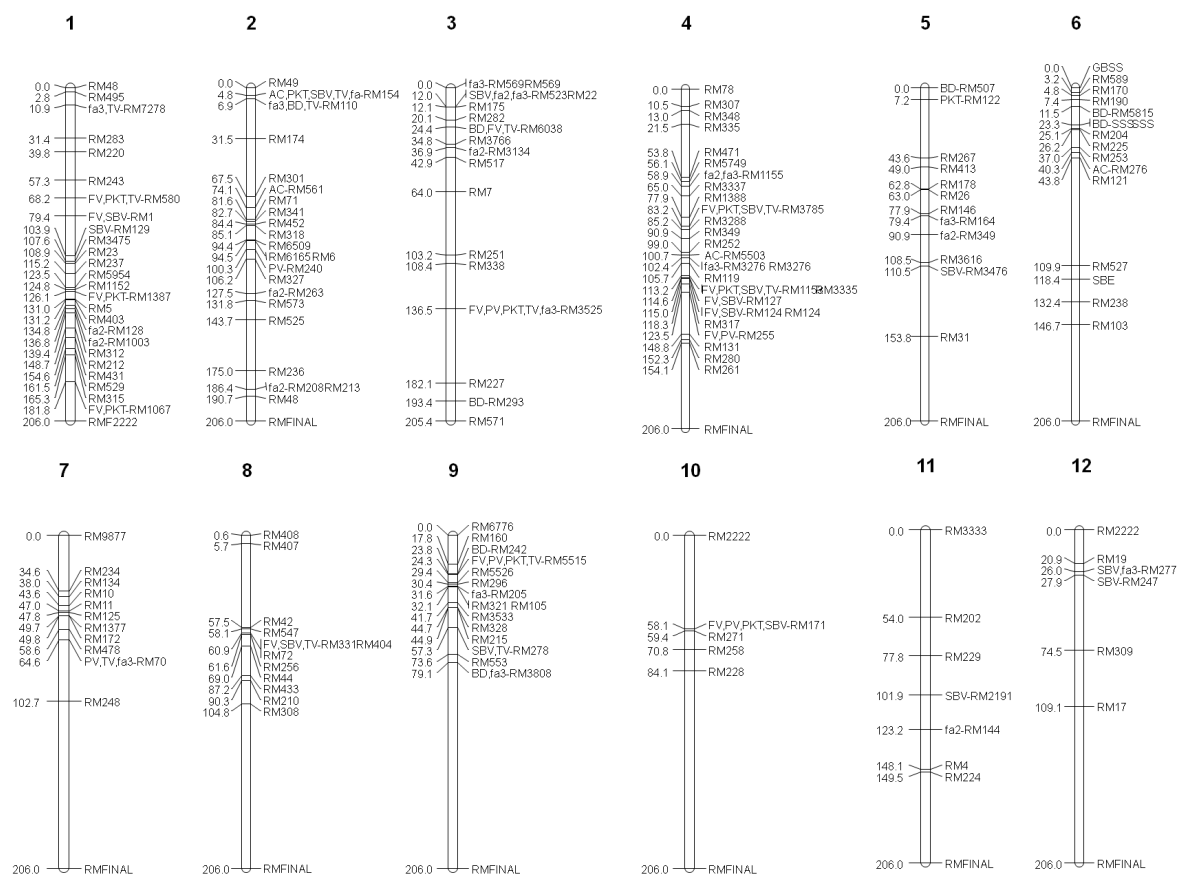 1
0.0 RM48
2.8 RM495
10.9 fa3,TV-RM7278
31.4 RM283
39.8 RM220
57.3 RM243
68.2 FV,PKT,TV-RM580
79.4 FV,SBV-RM1
103.9 SBV-RM129
107.6 RM3475
108.9 RM23
115.2 RM237
123.5 RM5954
124.8 RM1152
126.1 FV,PKT-RM1387
131.0 RM5
131.2 RM403
134.8 fa2-RM128
136.8 fa2-RM1003
139.4 RM312
148.7 RM212
154.6 RM431
161.5 RM529
165.3 RM315
181.8 FV,PKT-RM1067
206.0 RMF2222
2
0.0 RM49
4.8 AC,PKT,SBV,TV,fa-RM154
6.9 fa3,BD,TV-RM110
31.5 RM174
67.5 RM301
74.1 AC-RM561
81.6 RM71
82.7 RM341
84.4 RM452
85.1 RM318
94.4 RM6509
94.5 RM6165RM6
100.3 PV-RM240
106.2 RM327
127.5 fa2-RM263
131.8 RM573
143.7 RM525
175.0 RM236
186.4 fa2-RM208RM213
190.7 RM48
206.0 RMFINAL
3
0.0 fa3-RM569RM569
12.0 SBV,fa2,fa3-RM523RM22
12.1 RM175
20.1 RM282
24.4 BD,FV,TV-RM6038
34.8 RM3766
36.9 fa2-RM3134
42.9 RM517
64.0 RM7
103.2 RM251
108.4 RM338
136.5 FV,PV,PKT,TV,fa3-RM3525
182.1 RM227
193.4 BD-RM293
205.4 RM571
4
0.0 RM78
10.5 RM307
13.0 RM348
21.5 RM335
53.8 RM471
56.1 RM5749
58.9 fa2,fa3-RM1155
65.0 RM3337
77.9 RM1388
83.2 FV,PKT,SBV,TV-RM3785
85.2 RM3288
90.9 RM349
99.0 RM252
100.7 AC-RM5503
102.4 fa3-RM3276 RM3276
105.7 RM119
113.2 FV,PKT,SBV,TV-RM1153 RM3335
114.6 FV,SBV-RM127
115.0 FV,SBV-RM124 RM124
118.3 RM317
123.5 FV,PV-RM255
148.8 RM131
152.3 RM280
154.1 RM261
206.0 RMFINAL
5
0.0 BD-RM507
7.2 PKT-RM122
43.6 RM267
49.0 RM413
62.8 RM178
63.0 RM26
77.9 RM146
79.4 fa3-RM164
90.9 fa2-RM349
108.5 RM3616
110.5 SBV-RM3476
153.8 RM31
206.0 RMFINAL
6
0.0 GBSS
3.2 RM589
4.8 RM170
7.4 RM190
11.5 BD-RM5815
23.3 BD-SSSSSS
25.1 RM204
26.2 RM225
37.0 RM253
40.3 AC-RM276
43.8 RM121
109.9 RM527
118.4 SBE
132.4 RM238
146.7 RM103
206.0 RMFINAL
7
0.0 RM9877
34.6 RM234
38.0 RM134
43.6 RM10
47.0 RM11
47.8 RM125
49.7 RM1377
49.8 RM172
58.6 RM478
64.6 PV,TV,fa3-RM70
102.7 RM248
206.0 RMFINAL
8
0.6 RM408
5.7 RM407
57.5 RM42
58.1 RM547
60.9 FV,SBV,TV-RM331RM404
RM72
61.6 RM256
69.0 RM44
87.2 RM433
90.3 RM210
104.8 RM308
206.0 RMFINAL
9
0.0 RM6776
17.8 RM160
23.8 BD-RM242
24.3 FV,PV,PKT,TV-RM5515
29.4 RM5526
30.4 RM296
31.6 fa3-RM205
32.1 RM321 RM105
41.7 RM3533
44.7 RM328
44.9 RM215
57.3 SBV,TV-RM278
73.6 RM553
79.1 BD,fa3-RM3808
206.0 RMFINAL
10
0.0 RM2222
58.1 FV,PV,PKT,SBV-RM171
59.4 RM271
70.8 RM258
84.1 RM228
206.0 RMFINAL
11
0.0 RM3333
54.0 RM202
77.8 RM229
101.9 SBV-RM2191
123.2 fa2-RM144
148.1 RM4
149.5 RM224
206.0 RMFINAL
12
0.0 RM2222
20.9 RM19
26.0 SBV,fa3-RM277
27.9 SBV-RM247
74.5 RM309
109.1 RM17
206.0 RMFINAL